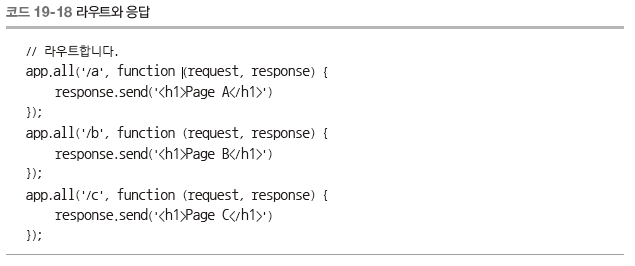 코드 19-18 라우트와 응답
// 라우트합니다.
app.all('/a', function (request, response) {
response.send('<h1>Page A</h1>')
});
app.all('/b', function (request, response) {
response.send('<h1>Page B</h1>')
});
app.all('/c', function (request, response) {
response.send('<h1>Page C</h1>')
});